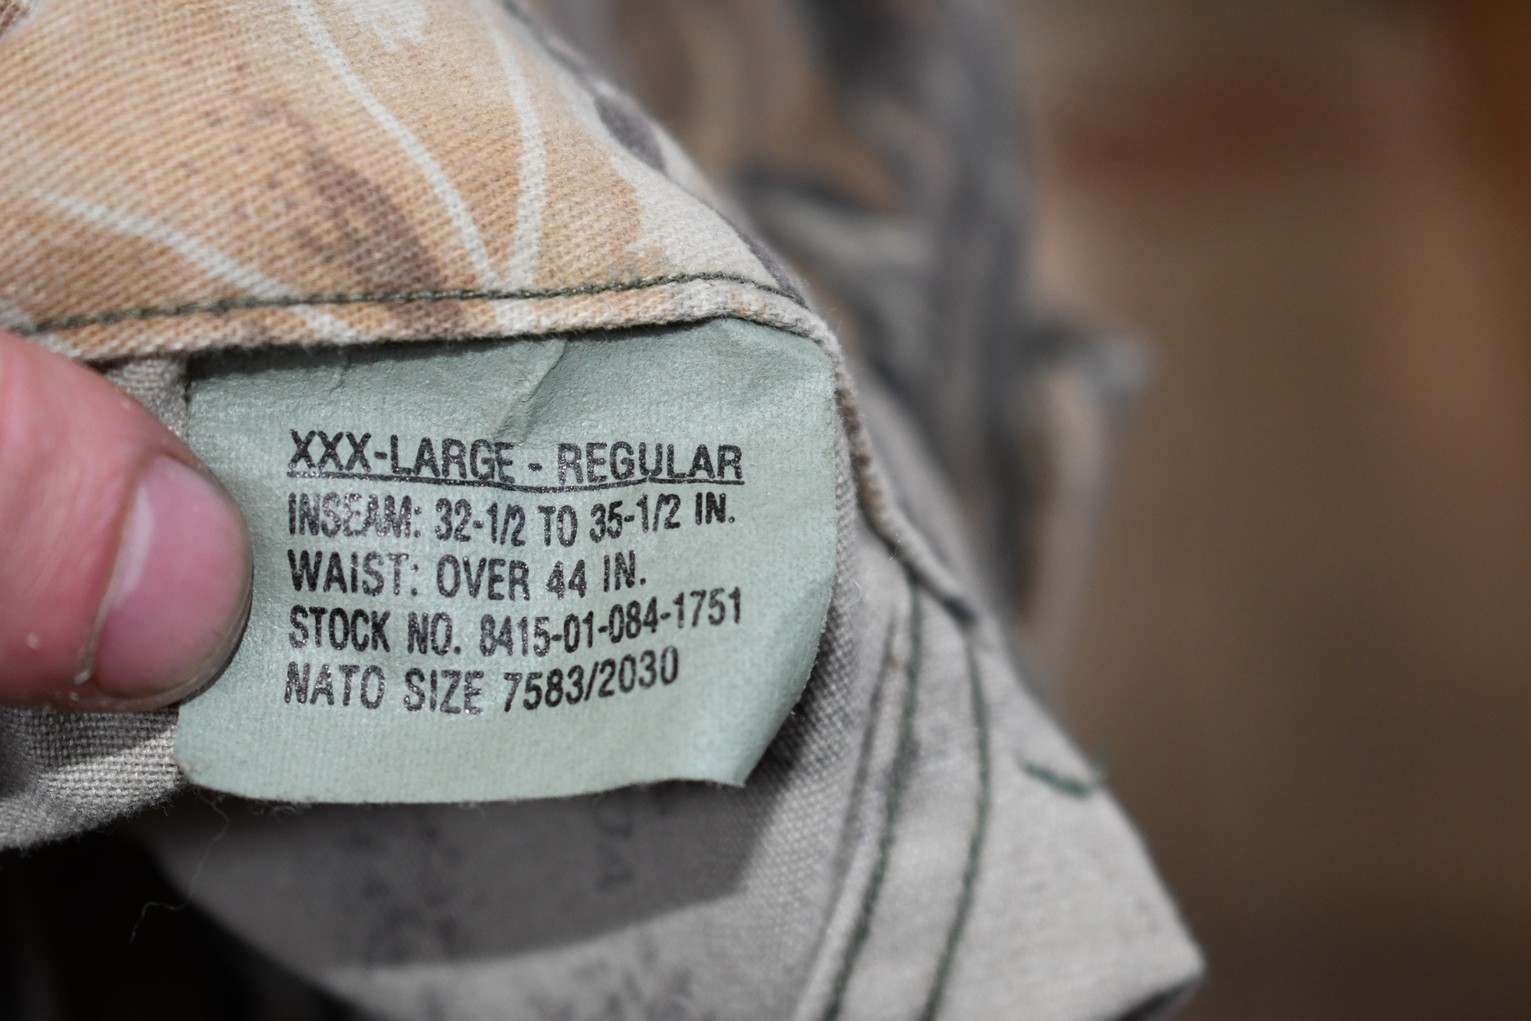 XXX-LARGE - REGULAR
INSEAM: 32-1/2 TO 35-1/2 IN.
WAIST: OVER 44 IN.
STOCK NO. 8415-01-084-1751
NATO SIZE 7583/2030